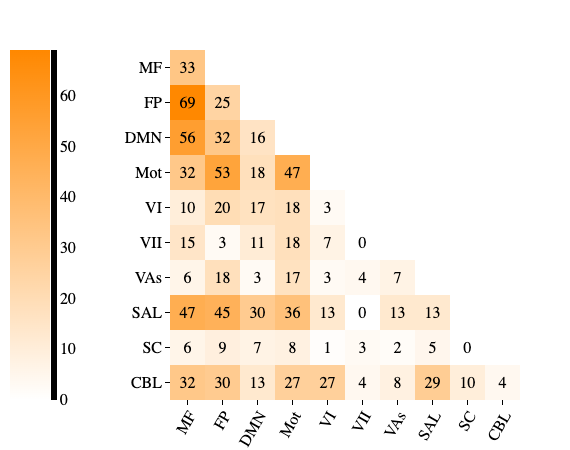 MF 33
FP 69 25
DMN 56 32 16
Mot 32 53 18 47
VI 10 20 17 18 3
VII 15 3 11 18 7 0
VAs 6 18 3 17 3 4 7
SAL 47 45 30 36 13 0 13 13
SC 6 9 7 8 1 3 2 5 0
CBL 32 30 13 27 27 4 8 29 10 4
MF FP DMN Mot VI VII VAs SAL SC CBL
60
50
40
30
20
10
0